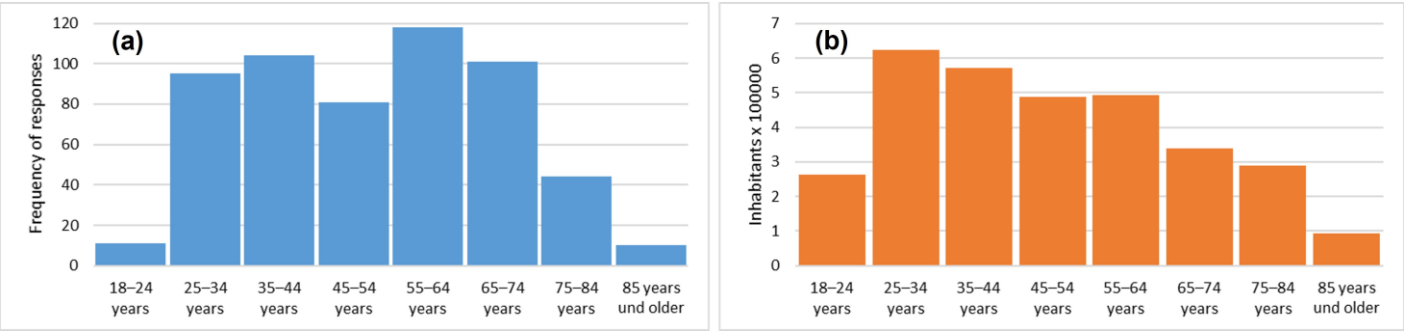 (a)
Frequency of responses
120
100
80
60
40
20
0
18–24 years
25–34 years
35–44 years
45–54 years
55–64 years
65–74 years
75–84 years
85 years und older
(b)
Inhabitants x 100000
7
6
5
4
3
2
1
0
18–24 years
25–34 years
35–44 years
45–54 years
55–64 years
65–74 years
75–84 years
85 years und older